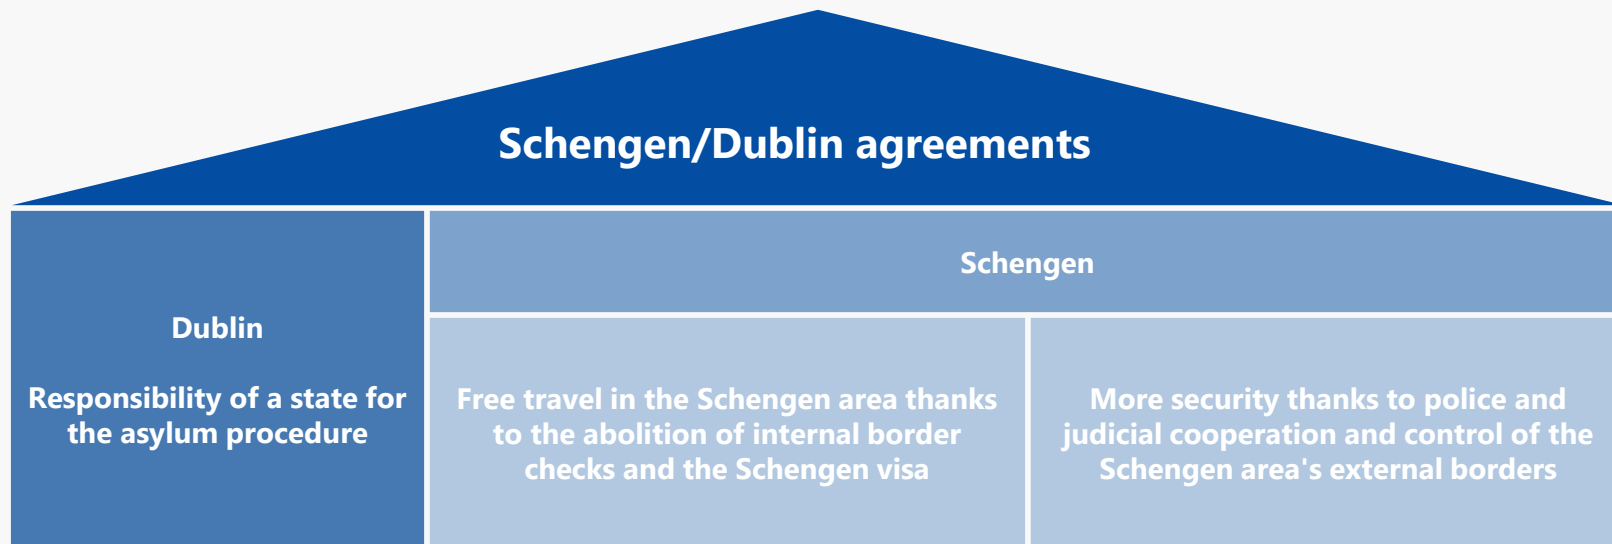 Schengen/Dublin agreements
Dublin
Responsibility of a state for
the asylum procedure
Schengen
Free travel in the Schengen area thanks
to the abolition of internal border
checks and the Schengen visa
More security thanks to police and
judicial cooperation and control of the
Schengen area's external borders